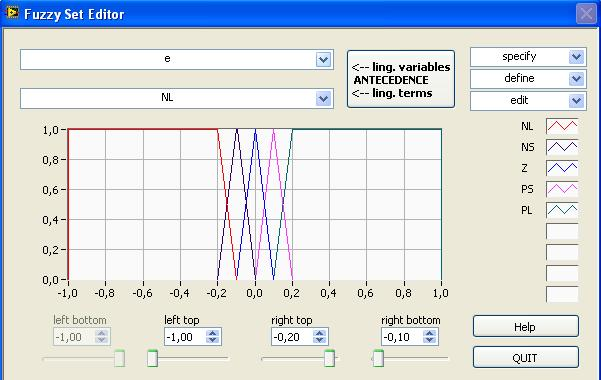 Fuzzy Set Editor
e
<-- ling. variables
ANTECEDENCE
<-- ling. terms
specify
define
edit
NL
NL
NS
Z
PS
PL
1,0
0,8
0,6
0,4
0,2
0,0
-1,0 -0,8 -0,6 -0,4 -0,2 0,0 0,2 0,4 0,6 0,8 1,0
left bottom left top right top right bottom
-1,00 -1,00 -0,20 -0,10
Help
QUIT